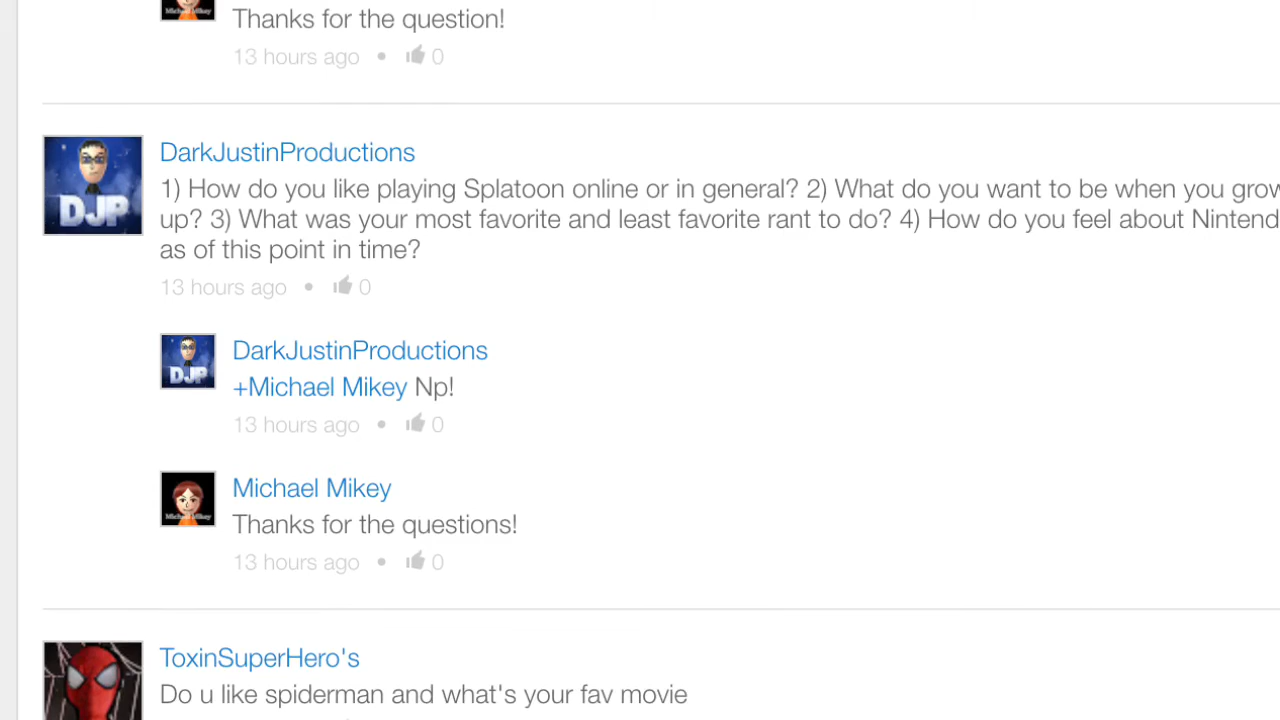 Thanks for the question!
13 hours ago • 0
DarkJustinProductions
1) How do you like playing Splatoon online or in general? 2) What do you want to be when you grow
up? 3) What was your most favorite and least favorite rant to do? 4) How do you feel about Nintend
as of this point in time?
13 hours ago • 0
DJP
DarkJustinProductions
+Michael Mikey Np!
13 hours ago • 0
DJP
Michael Mikey
Thanks for the questions!
13 hours ago • 0
Michael Mikey
ToxinSuperHero's
Do u like spiderman and what's your fav movie